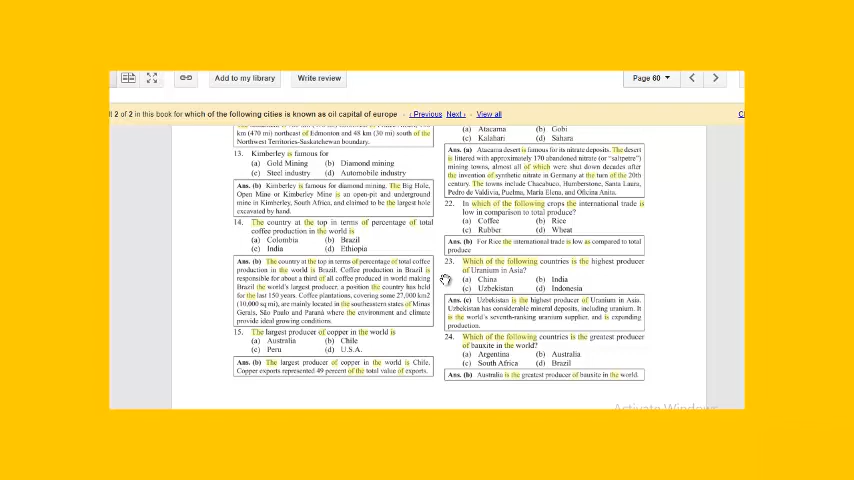 Add to my library
Write review
Page 60
2 of 2 in this book for which of the following cities is known as oil capital of europe
‹ Previous Next › View all
km (470 mi) northeast of Edmonton and 48 km (30 mi) south of the
Northwest Territories-Saskatchewan boundary.
13. Kimberley is famous for
(a) Gold Mining (b) Diamond mining
(c) Steel industry (d) Automobile industry
Ans. (b) Kimberley is famous for diamond mining. The Big Hole,
Open Mine or Kimberley Mine is an open-pit and underground
mine in Kimberley, South Africa, and claimed to be the largest hole
excavated by hand.
14. The country at the top in terms of percentage of total
coffee production in the world is
(a) Colombia (b) Brazil
(c) India (d) Ethiopia
Ans. (b) The country at the top in terms of percentage of total coffee
production in the world is Brazil. Coffee production in Brazil is
responsible for about a third of all coffee produced in world making
Brazil the world's largest producer, a position the country has held
for the last 150 years. Coffee plantations, covering some 27,000 km2
(10,000 sq mi), are mainly located in the southeastern states of Minas
Gerais, São Paulo and Paraná where the environment and climate
provide ideal growing conditions.
15. The largest producer of copper in the world is
(a) Australia (b) Chile
(c) Peru (d) U.S.A.
Ans. (b) The largest producer of copper in the world is Chile.
Copper exports represented 49 percent of the total value of exports.
(a) Atacama (b) Gobi
(c) Kalahari (d) Sahara
Ans. (a) Atacama desert is famous for its nitrate deposits. The desert
is littered with approximately 170 abandoned nitrate (or "saltpetre")
mining towns, almost all of which were shut down decades after
the invention of synthetic nitrate in Germany at the turn of the 20th
century. The towns include Chacabuco, Humberstone, Santa Laura,
Pedro de Valdivia, Puelma, Maria Elena, and Oficina Anita.
22. In which of the following crops the international trade is
low in comparison to total produce?
(a) Coffee (b) Rice
(c) Rubber (d) Wheat
Ans. (b) For Rice the international trade is low as compared to total
produce
23. Which of the following countries is the highest producer
of Uranium in Asia?
(a) China (b) India
(c) Uzbekistan (d) Indonesia
Ans. (c) Uzbekistan is the highest producer of Uranium in Asia.
Uzbekistan has considerable mineral deposits, including uranium. It
is the world's seventh-ranking uranium supplier, and is expanding
production.
24. Which of the following countries is the greatest producer
of bauxite in the world?
(a) Argentina (b) Australia
(c) South Africa (d) Brazil
Ans. (b) Australia is the greatest producer of bauxite in the world.
Activate Windows